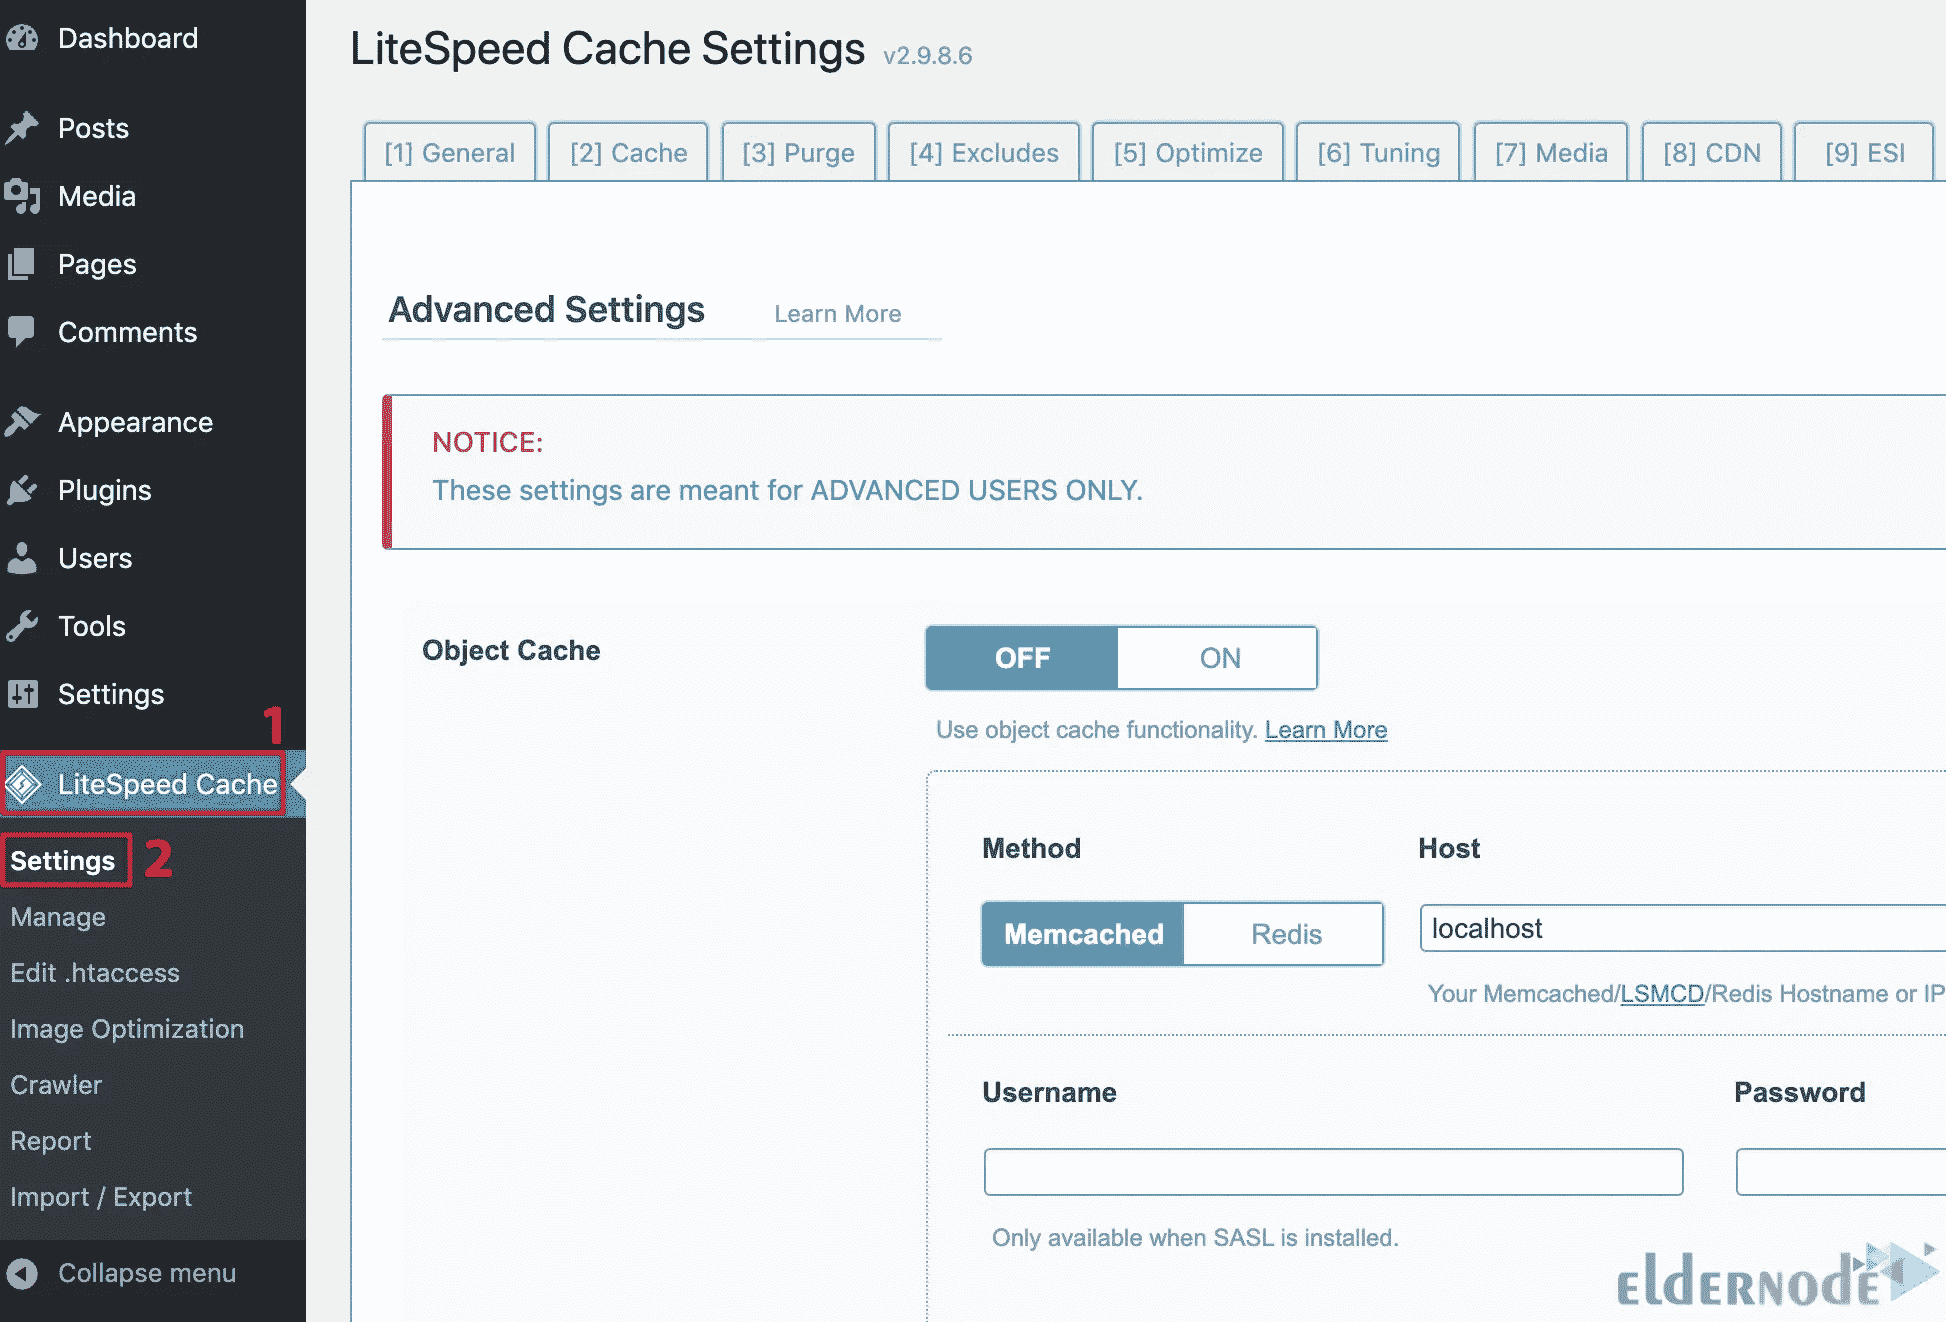 Dashboard
Posts
Media
Pages
Comments
Appearance
Plugins
Users
Tools
Settings
1
LiteSpeed Cache
Settings 2
Manage
Edit .htaccess
Image Optimization
Crawler
Report
Import / Export
Collapse menu
LiteSpeed Cache Settings v2.9.8.6
[1] General [2] Cache [3] Purge [4] Excludes [5] Optimize [6] Tuning [7] Media [8] CDN [9] ESI
Advanced Settings Learn More
NOTICE:
These settings are meant for ADVANCED USERS ONLY.
Object Cache OFF ON
Use object cache functionality. Learn More
Method Host
Memcached Redis localhost
Your Memcached/LSMCD/Redis Hostname or IP
Username Password
Only available when SASL is installed.
eldernode